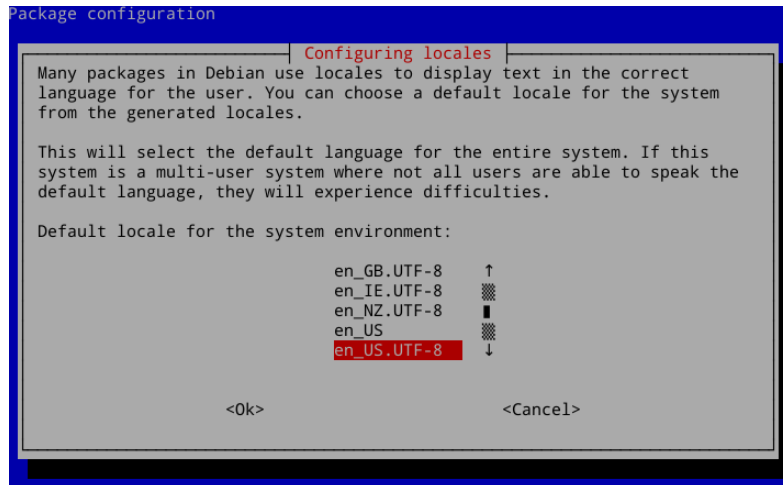 Package configuration
Configuring locales
Many packages in Debian use locales to display text in the correct
language for the user. You can choose a default locale for the system
from the generated locales.
This will select the default language for the entire system. If this
system is a multi-user system where not all users are able to speak the
default language, they will experience difficulties.
Default locale for the system environment:
en_GB.UTF-8 ↑
en_IE.UTF-8
en_NZ.UTF-8
en_US
en_US.UTF-8 ↓
<Ok> <Cancel>